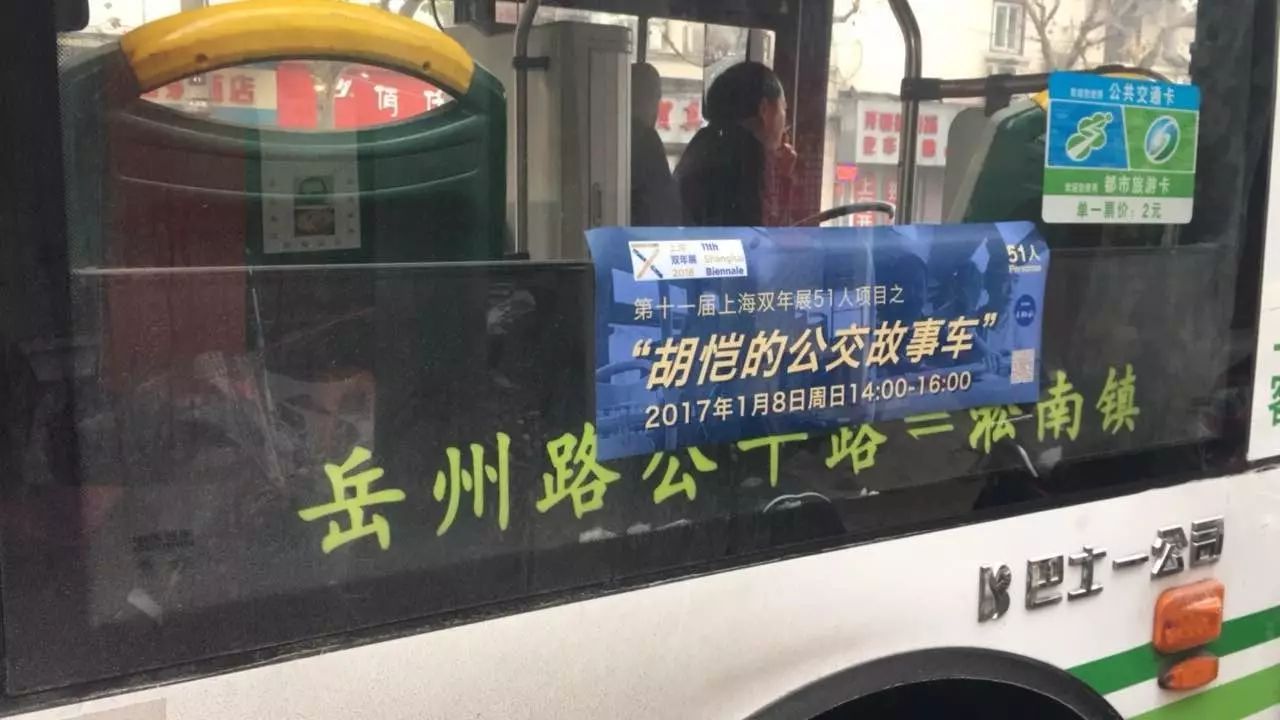 公共交通卡
都市旅游卡
单一票价：2元
上海 11th
双年展 Shanghai
2016 Biennale
51人
Personae
第十一届上海双年展51人项目之
“胡恺的公交故事车”
2017年1月8日周日14:00-16:00
岳州路公平路=淞南镇
巴士一公司